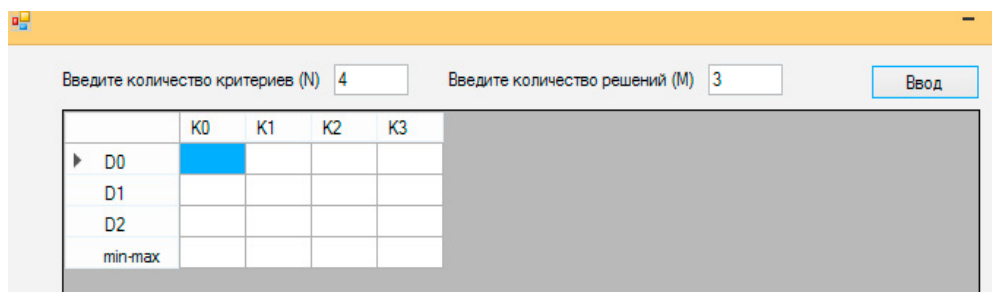 Введите количество критериев (N) 4 Введите количество решений (M) 3 Ввод
K0 K1 K2 K3
D0
D1
D2
min-max